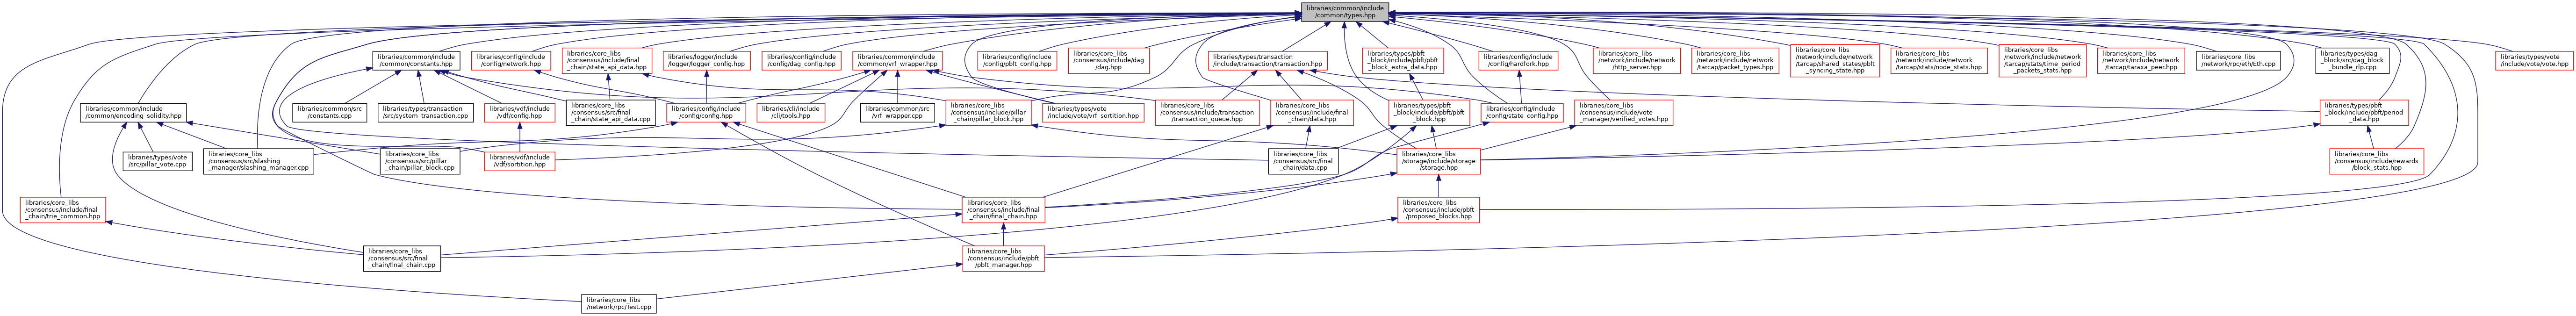 libraries/common/include
/common/types.hpp
libraries/common/include
/common/constants.hpp
libraries/config/include
/config/network.hpp
libraries/core_libs
/consensus/include/final
_chain/state_api_data.hpp
libraries/logger/include
/logger/logger_config.hpp
libraries/config/include
/config/dag_config.hpp
libraries/common/include
/common/vrf_wrapper.hpp
libraries/config/include
/config/pbft_config.hpp
libraries/core_libs
/consensus/include/dag
/dag.hpp
libraries/types/transaction
/include/transaction/transaction.hpp
libraries/types/pbft
_block/include/pbft/pbft
_block_extra_data.hpp
libraries/config/include
/config/hardfork.hpp
libraries/core_libs
/network/include/network
/http_server.hpp
libraries/core_libs
/network/include/network
/tarcap/packet_types.hpp
libraries/core_libs
/network/include/network
/tarcap/shared_states/pbft
_syncing_state.hpp
libraries/core_libs
/network/include/network
/tarcap/stats/node_stats.hpp
libraries/core_libs
/network/include/network
/tarcap/stats/time_period
_packets_stats.hpp
libraries/core_libs
/network/include/network
/tarcap/taraxa_peer.hpp
libraries/core_libs
/network/rpc/eth/Eth.cpp
libraries/types/dag
_block/src/dag_block
_bundle_rlp.cpp
libraries/types/vote
/include/vote/vote.hpp
libraries/common/include
/common/encoding_solidity.hpp
libraries/common/src
/constants.cpp
libraries/types/transaction
/src/system_transaction.cpp
libraries/vdf/include
/vdf/config.hpp
libraries/core_libs
/consensus/src/final
_chain/state_api_data.cpp
libraries/config/include
/config/config.hpp
libraries/cli/include
/cli/tools.hpp
libraries/common/src
/vrf_wrapper.cpp
libraries/core_libs
/consensus/include/pillar
_chain/pillar_block.hpp
libraries/types/vote
/include/vote/vrf_sortition.hpp
libraries/core_libs
/consensus/include/transaction
/transaction_queue.hpp
libraries/core_libs
/consensus/include/final
_chain/data.hpp
libraries/types/pbft
_block/include/pbft/pbft
_block.hpp
libraries/config/include
/config/state_config.hpp
libraries/core_libs
/consensus/include/vote
_manager/verified_votes.hpp
libraries/types/pbft
_block/include/pbft/period
_data.hpp
libraries/types/vote
/src/pillar_vote.cpp
libraries/core_libs
/consensus/src/slashing
_manager/slashing_manager.cpp
libraries/core_libs
/consensus/src/pillar
_chain/pillar_block.cpp
libraries/vdf/include
/vdf/sortition.hpp
libraries/core_libs
/consensus/src/final
_chain/data.cpp
libraries/core_libs
/storage/include/storage
/storage.hpp
libraries/core_libs
/consensus/include/rewards
/block_stats.hpp
libraries/core_libs
/consensus/include/final
_chain/trie_common.hpp
libraries/core_libs
/consensus/include/final
_chain/final_chain.hpp
libraries/core_libs
/consensus/include/pbft
/proposed_blocks.hpp
libraries/core_libs
/consensus/src/final
_chain/final_chain.cpp
libraries/core_libs
/consensus/include/pbft
/pbft_manager.hpp
libraries/core_libs
/network/rpc/Test.cpp